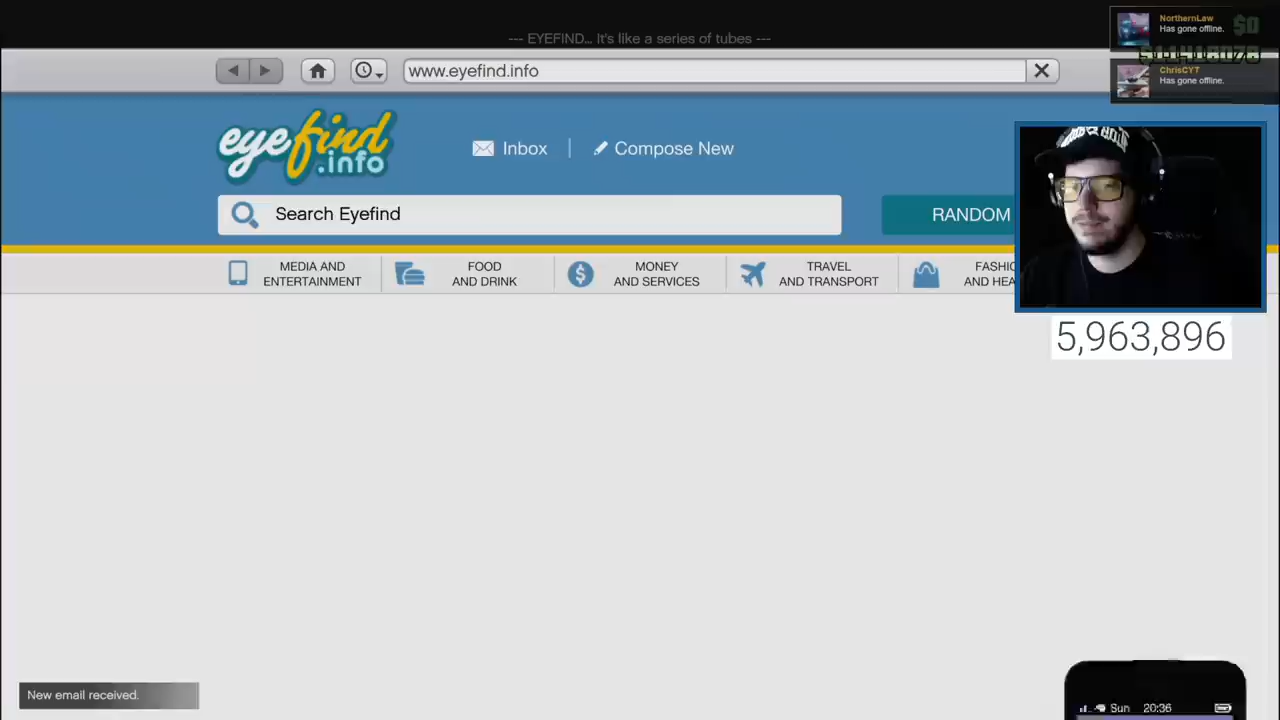 --- EYEFIND... It's like a series of tubes ---
NorthernLaw
Has gone offline.
$0
ChrisCYT
Has gone offline.
www.eyefind.info
eyefind
.info
Inbox
Compose New
Search Eyefind
RANDOM
MEDIA AND
ENTERTAINMENT
FOOD
AND DRINK
MONEY
AND SERVICES
TRAVEL
AND TRANSPORT
5,963,896
New email received.
Sun 20:36